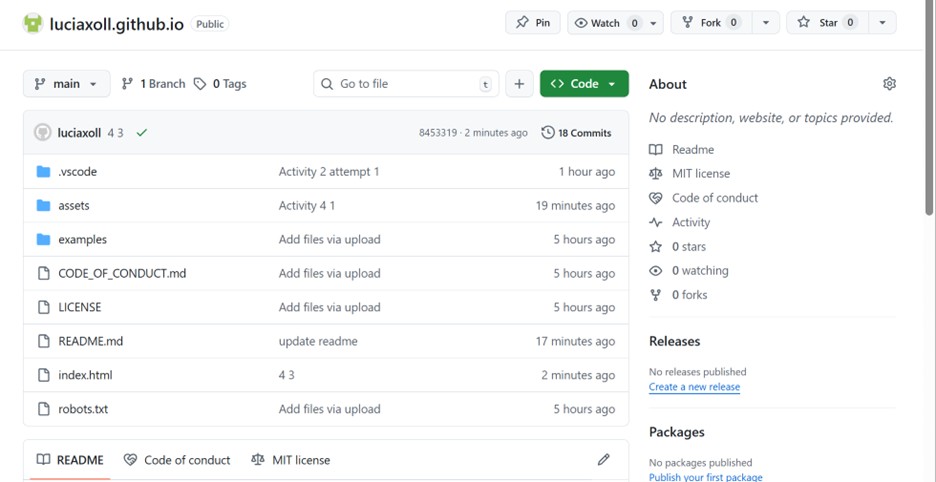 luciaxoll.github.io Public Pin Watch 0 Fork 0 Star 0
main 1 Branch 0 Tags Go to file t Code
luciaxoll 4 3 8453319 · 2 minutes ago 18 Commits
.vscode Activity 2 attempt 1 1 hour ago
assets Activity 4 1 19 minutes ago
examples Add files via upload 5 hours ago
CODE_OF_CONDUCT.md Add files via upload 5 hours ago
LICENSE Add files via upload 5 hours ago
README.md update readme 17 minutes ago
index.html 4 3 2 minutes ago
robots.txt Add files via upload 5 hours ago
README Code of conduct MIT license
About
No description, website, or topics provided.
Readme
MIT license
Code of conduct
Activity
0 stars
0 watching
0 forks
Releases
No releases published
Create a new release
Packages
No packages published
Publish your first package